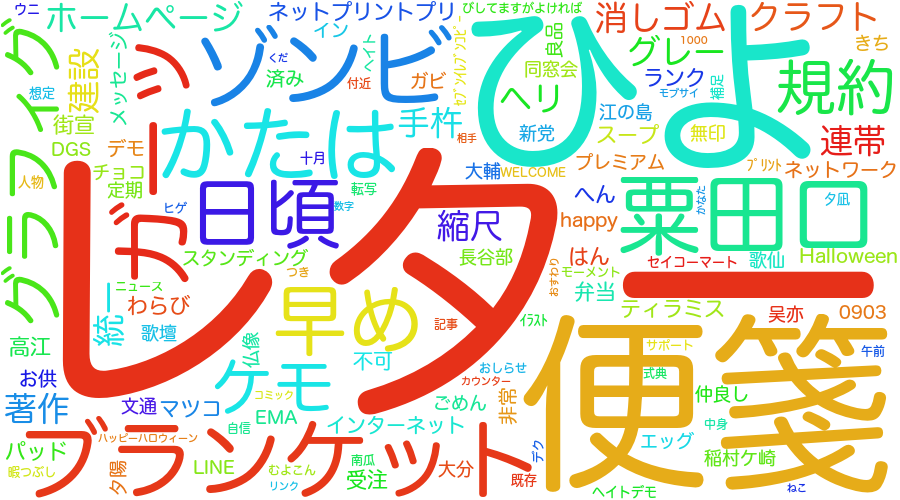 ウニ
ホームページ
ネットプリントプリ
びしてますがよければ
消しゴム
クラフト
グラフィック
建設
メッセージ
ッ
ゾンビ
くだ
イン
ヘイト
ｾﾌﾞﾝｲﾚﾌﾞﾝｺﾋﾟｰ
ひよ
良品
グレー
1000
きち
想定
済み
付近
ガビ
同窓会
ランク
モブサイ
補足
規約
街宣
DGS
デモ
かたは
手杵
ヘリ
江の島
スープ
無印
連帯
新党
人物
チョコ
定期
十月
相手
大輔
WELCOME
プレミアム
ﾌﾟﾘﾝﾄ
ネットワーク
ヒゲ
ガ
日頃
転写
数字
レター
縮尺
へん
happy
粟田口
かなた
夕凪
スタンディング
長谷部
はん
セイコーマート
歌仙
Halloween
つき
モーメント
おすわり
ニュース
統一
わらび
早め
弁当
ティラミス
歌壇
記事
ｲﾗｽﾄ
吴亦
0903
高江
仏像
不可
便箋
サポート
午前
お供
ケモ
おしらせ
式典
著作
文通
マツコ
コミック
カウンター
ごめん
非常
仲良し
EMA
自信
インターネット
中身
パッド
ハッピーハロウィーン
ブランケット
デク
エッグ
稲村ケ崎
暇つぶし
夕陽
LINE
むよこん
リンク
南瓜
受注
大分
既存
ヘイトデモ
ねこ